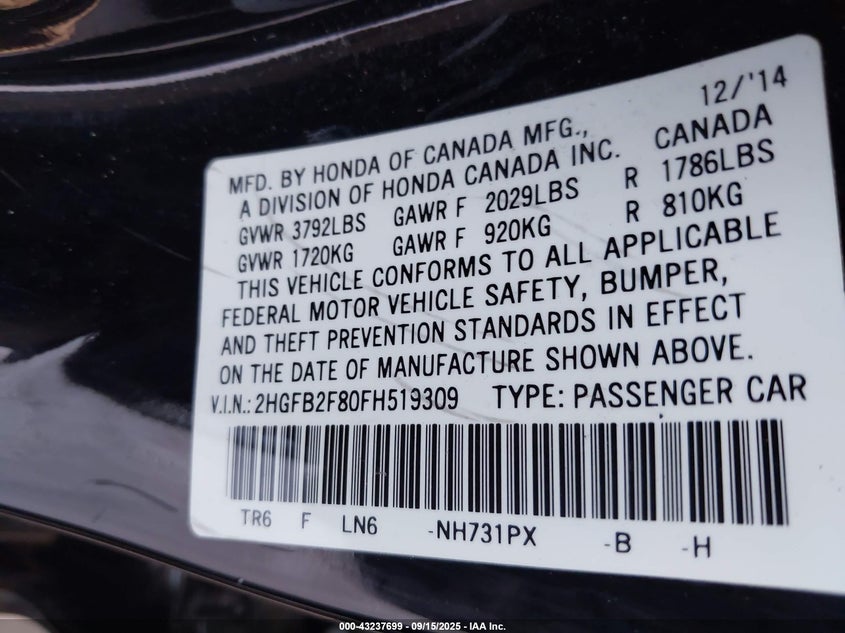 12/'14
MFD. BY HONDA OF CANADA MFG.,
A DIVISION OF HONDA CANADA INC. CANADA
GVWR 3792LBS GAWR F 2029LBS R 1786LBS
GVWR 1720KG GAWR F 920KG R 810KG
THIS VEHICLE CONFORMS TO ALL APPLICABLE
FEDERAL MOTOR VEHICLE SAFETY, BUMPER,
AND THEFT PREVENTION STANDARDS IN EFFECT
ON THE DATE OF MANUFACTURE SHOWN ABOVE.
V.I.N.: 2HGFB2F80FH519309 TYPE: PASSENGER CAR
TR6 F LN6 -NH731PX -B -H
000-43237699 - 09/15/2025 - IAA Inc.